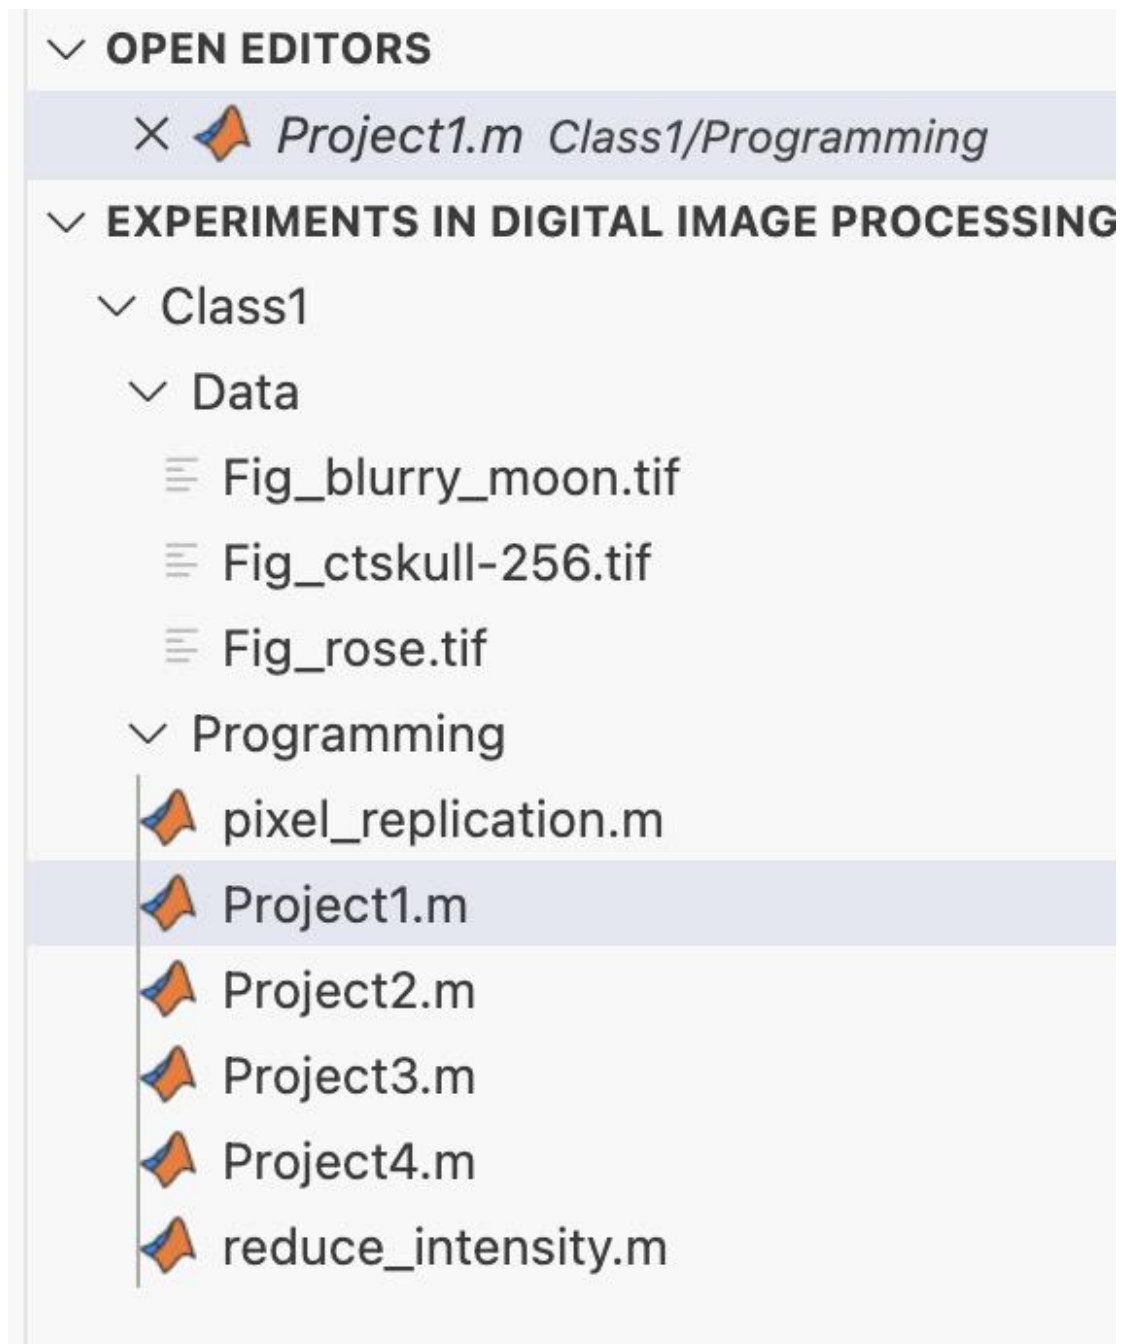 OPEN EDITORS
Project1.m Class1/Programming
EXPERIMENTS IN DIGITAL IMAGE PROCESSING
Class1
Data
Fig_blurry_moon.tif
Fig_ctskull-256.tif
Fig_rose.tif
Programming
pixel_replication.m
Project1.m
Project2.m
Project3.m
Project4.m
reduce_intensity.m